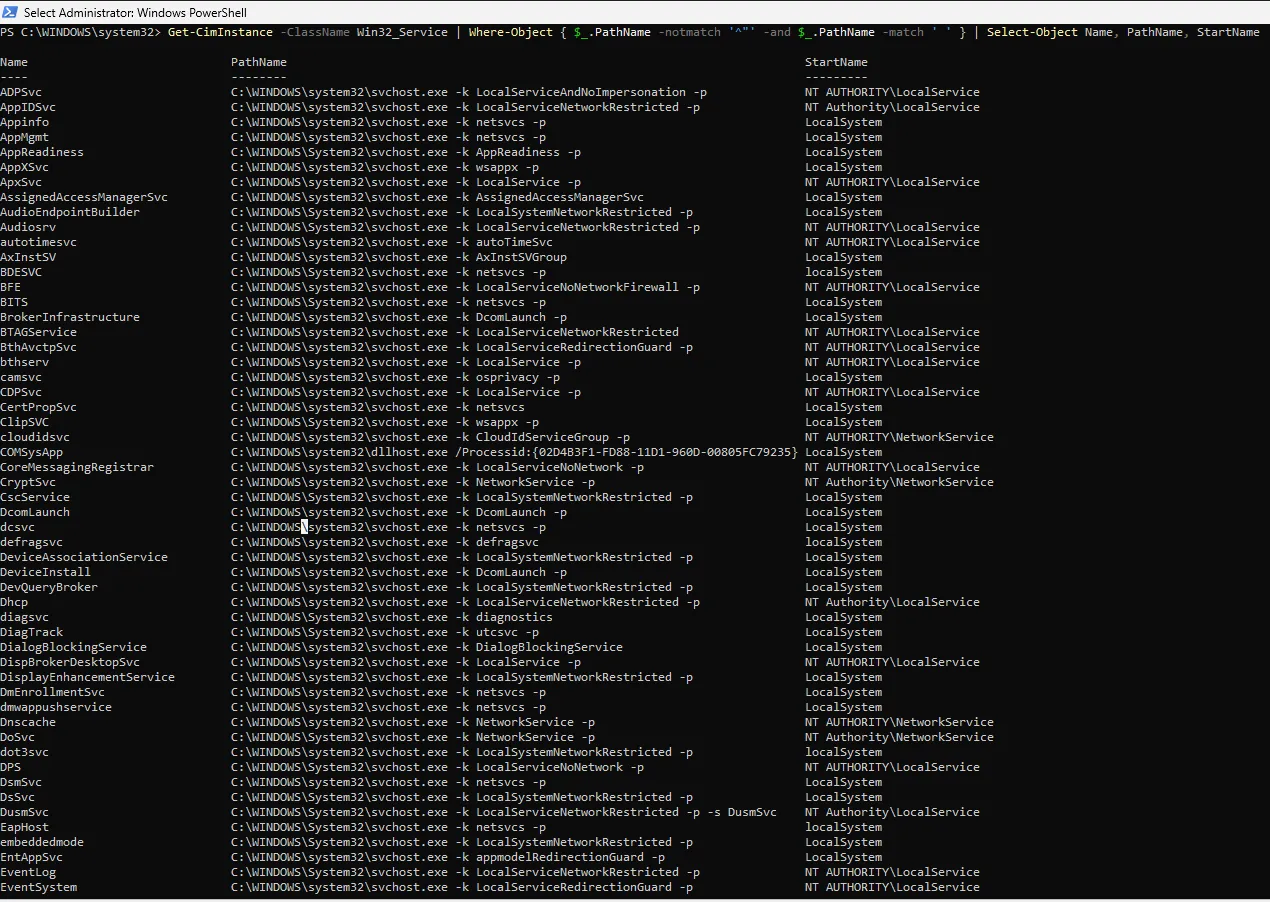 Select Administrator: Windows PowerShell
PS C:\WINDOWS\system32> Get-CimInstance -ClassName Win32_Service | Where-Object { $_.PathName -notmatch '^"' -and $_.PathName -match ' ' } | Select-Object Name, PathName, StartName
Name PathName StartName
---- -------- ---------
ADPSvc C:\WINDOWS\system32\svchost.exe -k LocalServiceAndNoImpersonation -p NT AUTHORITY\LocalService
AppIDSvc C:\WINDOWS\system32\svchost.exe -k LocalServiceNetworkRestricted -p NT Authority\LocalService
Appinfo C:\WINDOWS\system32\svchost.exe -k netsvcs -p LocalSystem
AppMgmt C:\WINDOWS\system32\svchost.exe -k netsvcs -p LocalSystem
AppReadiness C:\WINDOWS\System32\svchost.exe -k AppReadiness -p LocalSystem
AppXSvc C:\WINDOWS\system32\svchost.exe -k wsappx -p LocalSystem
ApxSvc C:\WINDOWS\system32\svchost.exe -k LocalService -p NT AUTHORITY\LocalService
AssignedAccessManagerSvc C:\WINDOWS\system32\svchost.exe -k AssignedAccessManagerSvc LocalSystem
AudioEndpointBuilder C:\WINDOWS\System32\svchost.exe -k LocalSystemNetworkRestricted -p LocalSystem
Audiosrv C:\WINDOWS\System32\svchost.exe -k LocalServiceNetworkRestricted -p NT AUTHORITY\LocalService
autotimesvc C:\WINDOWS\system32\svchost.exe -k autoTimeSvc NT AUTHORITY\LocalService
AxInstSV C:\WINDOWS\system32\svchost.exe -k AxInstSVGroup LocalSystem
BDESVC C:\WINDOWS\System32\svchost.exe -k netsvcs -p localSystem
BFE C:\WINDOWS\system32\svchost.exe -k LocalServiceNoNetworkFirewall -p NT AUTHORITY\LocalService
BITS C:\WINDOWS\System32\svchost.exe -k netsvcs -p LocalSystem
BrokerInfrastructure C:\WINDOWS\system32\svchost.exe -k DcomLaunch -p LocalSystem
BTAGService C:\WINDOWS\system32\svchost.exe -k LocalServiceNetworkRestricted NT AUTHORITY\LocalService
BthAvctpSvc C:\WINDOWS\system32\svchost.exe -k LocalServiceRedirectionGuard -p NT AUTHORITY\LocalService
bthserv C:\WINDOWS\system32\svchost.exe -k LocalService -p NT AUTHORITY\LocalService
camsvc C:\WINDOWS\system32\svchost.exe -k osprivacy -p LocalSystem
CDPSvc C:\WINDOWS\system32\svchost.exe -k LocalService -p NT AUTHORITY\LocalService
CertPropSvc C:\WINDOWS\system32\svchost.exe -k netsvcs LocalSystem
ClipSVC C:\WINDOWS\System32\svchost.exe -k wsappx -p LocalSystem
cloudidsvc C:\WINDOWS\system32\svchost.exe -k CloudIdServiceGroup -p NT AUTHORITY\NetworkService
COMSysApp C:\WINDOWS\system32\dllhost.exe /Processid:{02D4B3F1-FD88-11D1-960D-00805FC79235} LocalSystem
CoreMessagingRegistrar C:\WINDOWS\system32\svchost.exe -k LocalServiceNoNetwork -p NT AUTHORITY\LocalService
CryptSvc C:\WINDOWS\system32\svchost.exe -k NetworkService -p NT Authority\NetworkService
CscService C:\WINDOWS\System32\svchost.exe -k LocalSystemNetworkRestricted -p LocalSystem
DcomLaunch C:\WINDOWS\system32\svchost.exe -k DcomLaunch -p LocalSystem
dcsvc C:\WINDOWS\system32\svchost.exe -k netsvcs -p LocalSystem
defragsvc C:\WINDOWS\system32\svchost.exe -k defragsvc localSystem
DeviceAssociationService C:\WINDOWS\system32\svchost.exe -k LocalSystemNetworkRestricted -p LocalSystem
DeviceInstall C:\WINDOWS\system32\svchost.exe -k DcomLaunch -p LocalSystem
DevQueryBroker C:\WINDOWS\system32\svchost.exe -k LocalSystemNetworkRestricted -p LocalSystem
Dhcp C:\WINDOWS\system32\svchost.exe -k LocalServiceNetworkRestricted -p NT Authority\LocalService
diagsvc C:\WINDOWS\System32\svchost.exe -k diagnostics LocalSystem
DiagTrack C:\WINDOWS\System32\svchost.exe -k utcsvc -p LocalSystem
DialogBlockingService C:\WINDOWS\system32\svchost.exe -k DialogBlockingService LocalSystem
DispBrokerDesktopSvc C:\WINDOWS\system32\svchost.exe -k LocalService -p NT AUTHORITY\LocalService
DisplayEnhancementService C:\WINDOWS\system32\svchost.exe -k LocalSystemNetworkRestricted -p LocalSystem
DmEnrollmentSvc C:\WINDOWS\system32\svchost.exe -k netsvcs -p LocalSystem
dmwappushservice C:\WINDOWS\system32\svchost.exe -k netsvcs -p LocalSystem
Dnscache C:\WINDOWS\system32\svchost.exe -k NetworkService -p NT AUTHORITY\NetworkService
DoSvc C:\WINDOWS\System32\svchost.exe -k NetworkService -p NT Authority\NetworkService
dot3svc C:\WINDOWS\system32\svchost.exe -k LocalSystemNetworkRestricted -p localSystem
DPS C:\WINDOWS\System32\svchost.exe -k LocalServiceNoNetwork -p NT AUTHORITY\LocalService
DsmSvc C:\WINDOWS\system32\svchost.exe -k netsvcs -p LocalSystem
DsSvc C:\WINDOWS\System32\svchost.exe -k LocalSystemNetworkRestricted -p LocalSystem
DusmSvc C:\WINDOWS\System32\svchost.exe -k LocalServiceNetworkRestricted -p -s DusmSvc NT Authority\LocalService
EapHost C:\WINDOWS\System32\svchost.exe -k netsvcs -p localSystem
embeddedmode C:\WINDOWS\System32\svchost.exe -k LocalSystemNetworkRestricted -p LocalSystem
EntAppSvc C:\WINDOWS\system32\svchost.exe -k appmodelRedirectionGuard -p LocalSystem
EventLog C:\WINDOWS\System32\svchost.exe -k LocalServiceNetworkRestricted -p NT AUTHORITY\LocalService
EventSystem C:\WINDOWS\system32\svchost.exe -k LocalServiceRedirectionGuard -p NT AUTHORITY\LocalService